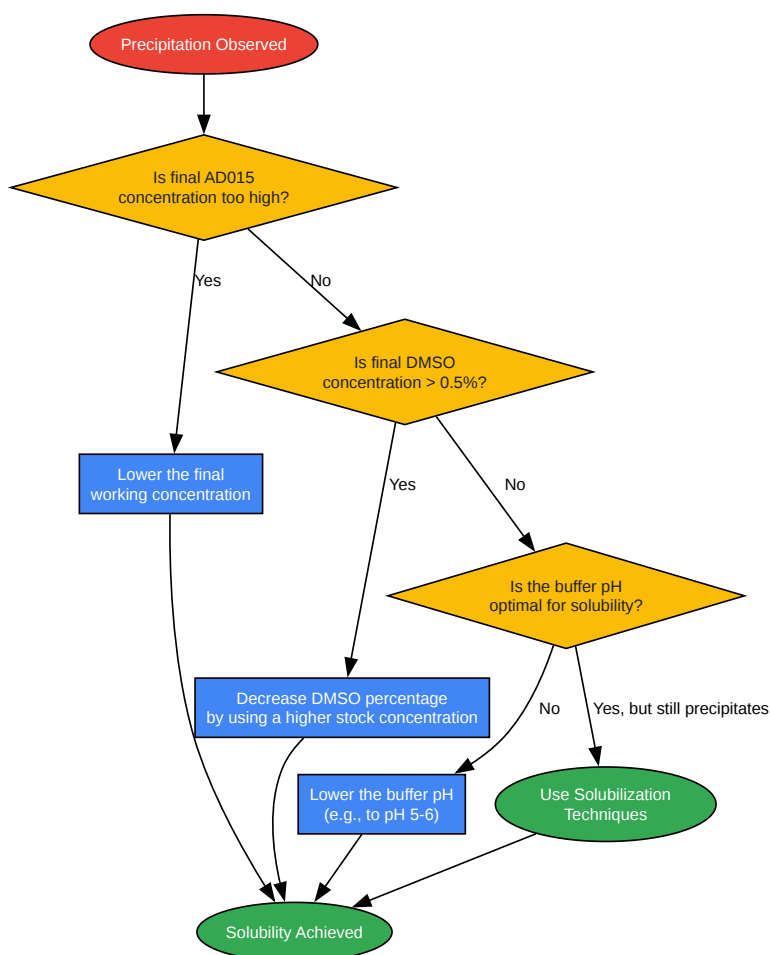 Precipitation Observed
Is final AD015
concentration too high?
Yes
No
Is final DMSO
concentration > 0.5%?
Lower the final
working concentration
Yes
No
Is the buffer pH
optimal for solubility?
Decrease DMSO percentage
by using a higher stock concentration
No
Yes, but still precipitates
Lower the buffer pH
(e.g., to pH 5-6)
Use Solubilization
Techniques
Solubility Achieved